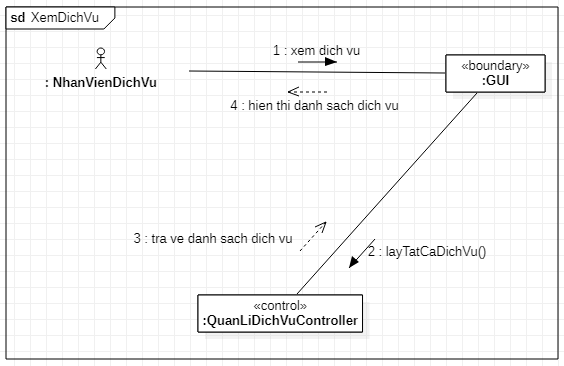 sd XemDichVu
1 : xem dich vu
: NhanVienDichVu
«boundary»
:GUI
4 : hien thi danh sach dich vu
3 : tra ve danh sach dich vu
2 : layTatCaDichVu()
«control»
:QuanLiDichVuController